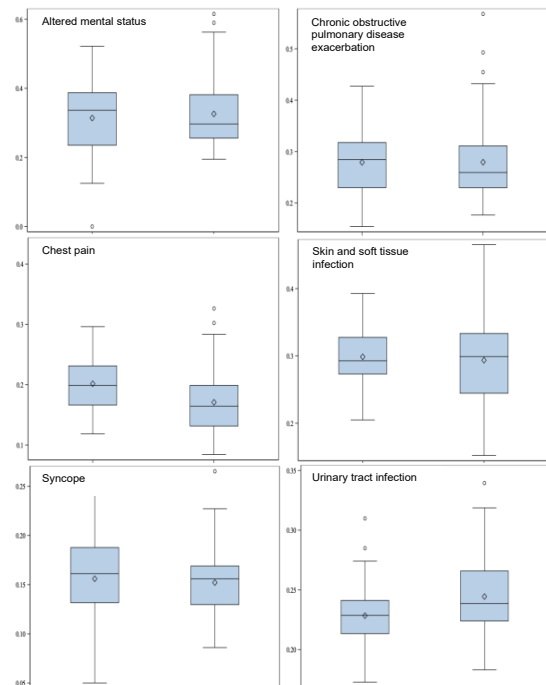 Altered mental status
0.6
0.4
0.2
0.0
Chronic obstructive
pulmonary disease
exacerbation
0.5
0.4
0.3
0.2
Chest pain
0.4
0.3
0.2
0.1
Skin and soft tissue
infection
0.4
0.3
0.2
Syncope
0.25
0.20
0.15
0.10
0.05
Urinary tract infection
0.35
0.30
0.25
0.20